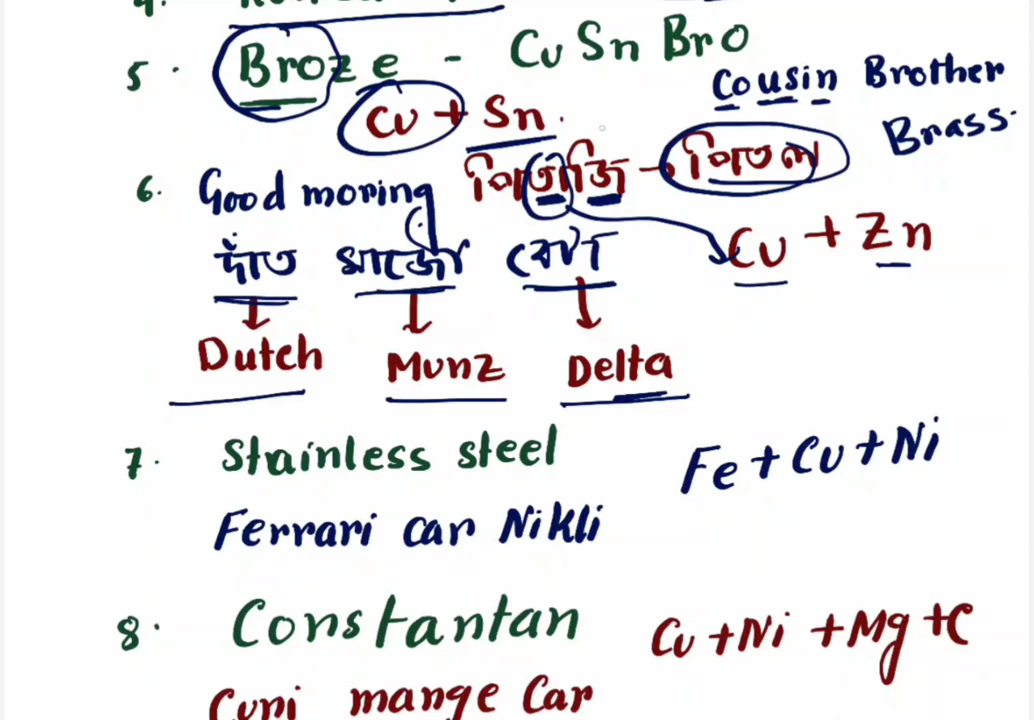 5. Broze - Cu Sn Bro
Cousin Brother
Cu + Sn.
Brass.
6. Good moring পিতাজি → পিতল
দাঁত মাজো বেটা
Cu + Zn
Dutch Munz Delta
7. Stainless steel Fe + Cu + Ni
Ferrari car Nikli
8. Constantan Cu + Ni + Mg + C
Cuni mange Car